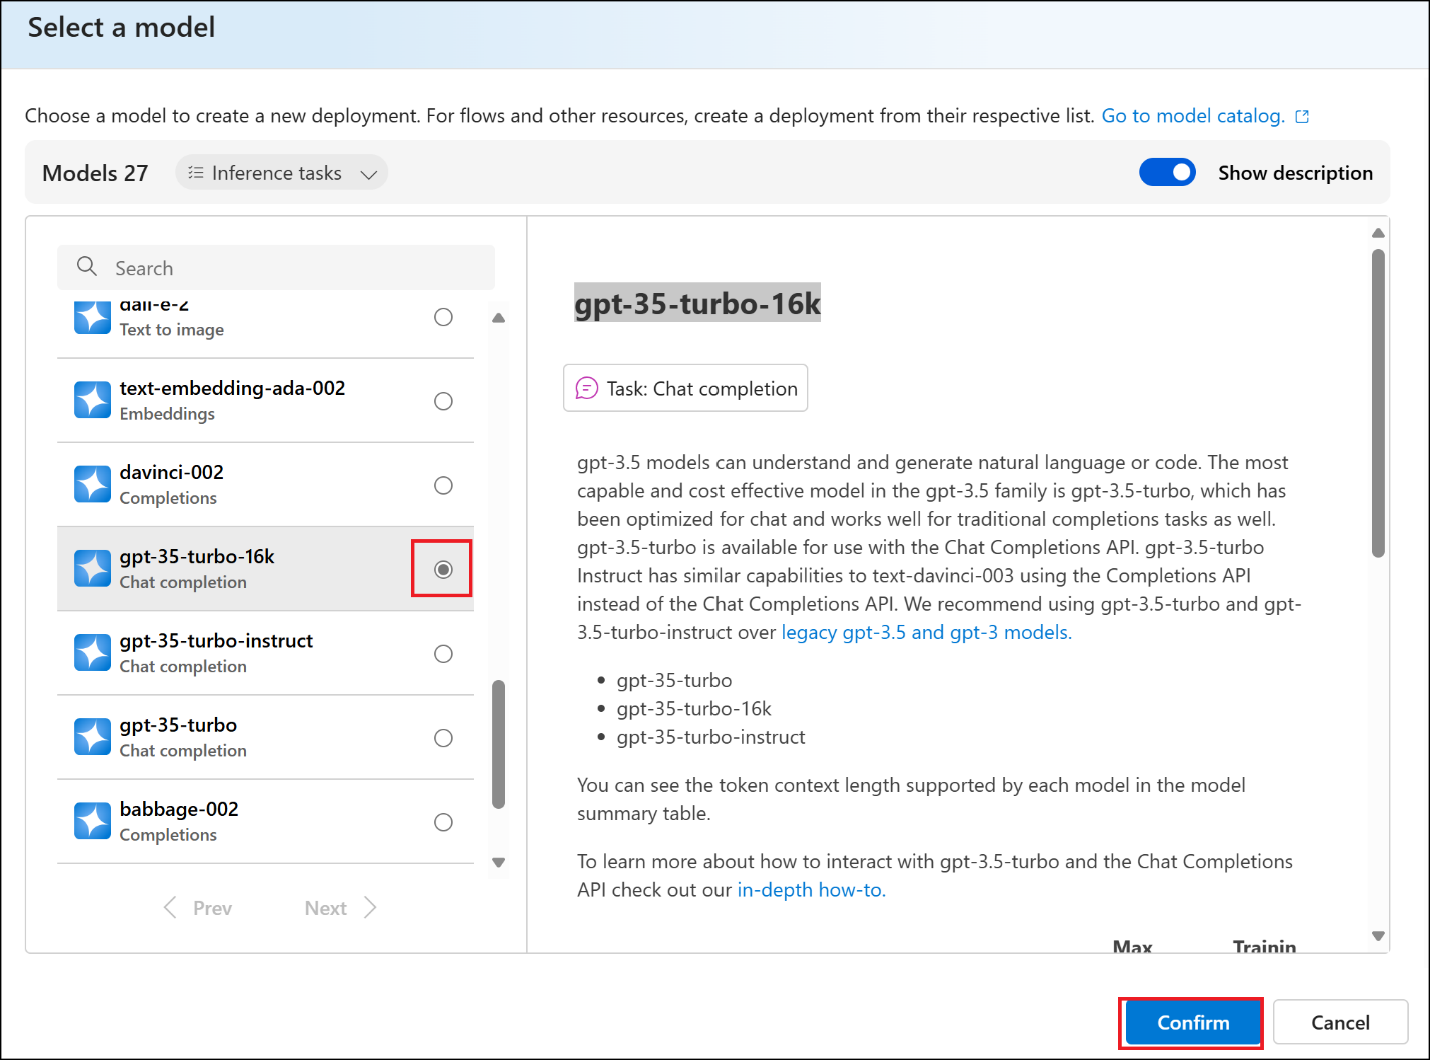 Select a model
Choose a model to create a new deployment. For flows and other resources, create a deployment from their respective list. Go to model catalog.
Models 27
Inference tasks
Show description
Search
dall-e-2
Text to image
text-embedding-ada-002
Embeddings
davinci-002
Completions
gpt-35-turbo-16k
Chat completion
gpt-35-turbo-instruct
Chat completion
gpt-35-turbo
Chat completion
babbage-002
Completions
Prev
Next
gpt-35-turbo-16k
Task: Chat completion
gpt-3.5 models can understand and generate natural language or code. The most
capable and cost effective model in the gpt-3.5 family is gpt-3.5-turbo, which has
been optimized for chat and works well for traditional completions tasks as well.
gpt-3.5-turbo is available for use with the Chat Completions API. gpt-3.5-turbo
Instruct has similar capabilities to text-davinci-003 using the Completions API
instead of the Chat Completions API. We recommend using gpt-3.5-turbo and gpt-
3.5-turbo-instruct over legacy gpt-3.5 and gpt-3 models.
• gpt-35-turbo
• gpt-35-turbo-16k
• gpt-35-turbo-instruct
You can see the token context length supported by each model in the model
summary table.
To learn more about how to interact with gpt-3.5-turbo and the Chat Completions
API check out our in-depth how-to.
Max
Trainin
Confirm
Cancel